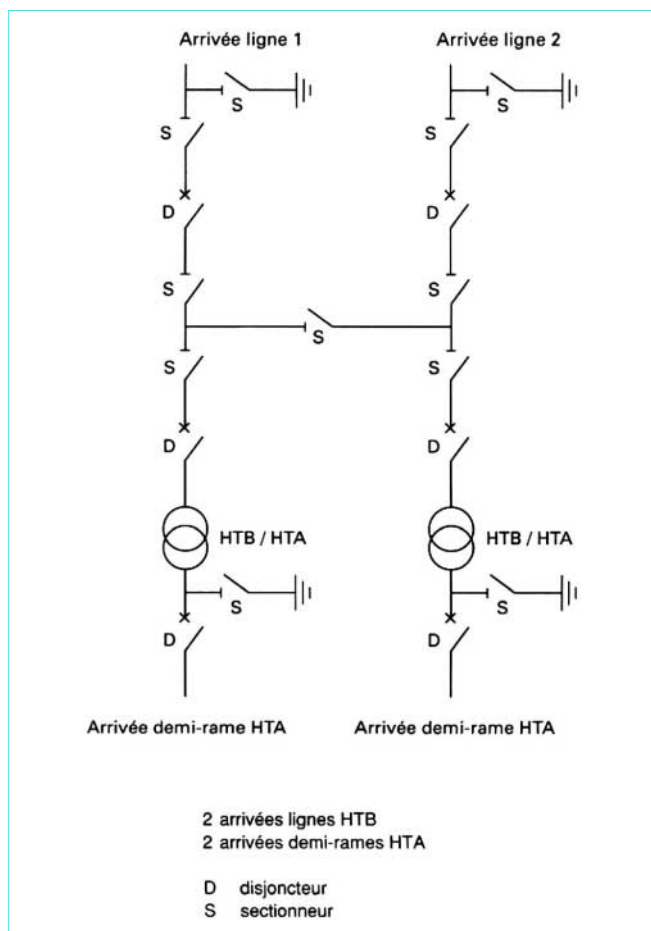 Arrivée ligne 1
Arrivée ligne 2
S
S
S
S
D
D
S
S
S
S
S
D
D
HTB / HTA
HTB / HTA
S
S
D
D
Arrivée demi-rame HTA
Arrivée demi-rame HTA
2 arrivées lignes HTB
2 arrivées demi-rames HTA
D disjoncteur
S sectionneur